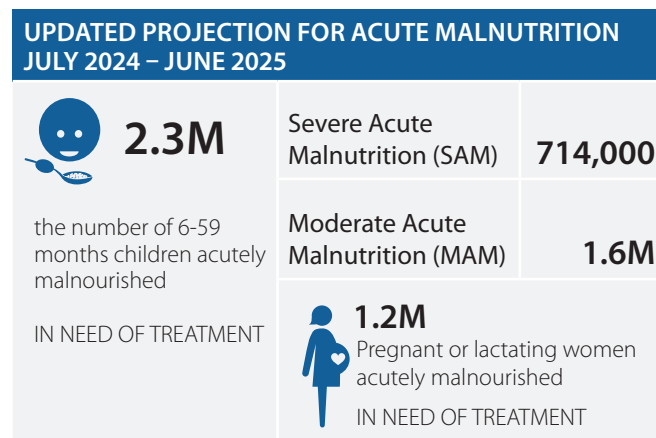 UPDATED PROJECTION FOR ACUTE MALNUTRITION
JULY 2024 – JUNE 2025
2.3M
the number of 6-59
months children acutely
malnourished
IN NEED OF TREATMENT
Severe Acute
Malnutrition (SAM)
714,000
Moderate Acute
Malnutrition (MAM)
1.6M
1.2M
Pregnant or lactating women
acutely malnourished
IN NEED OF TREATMENT